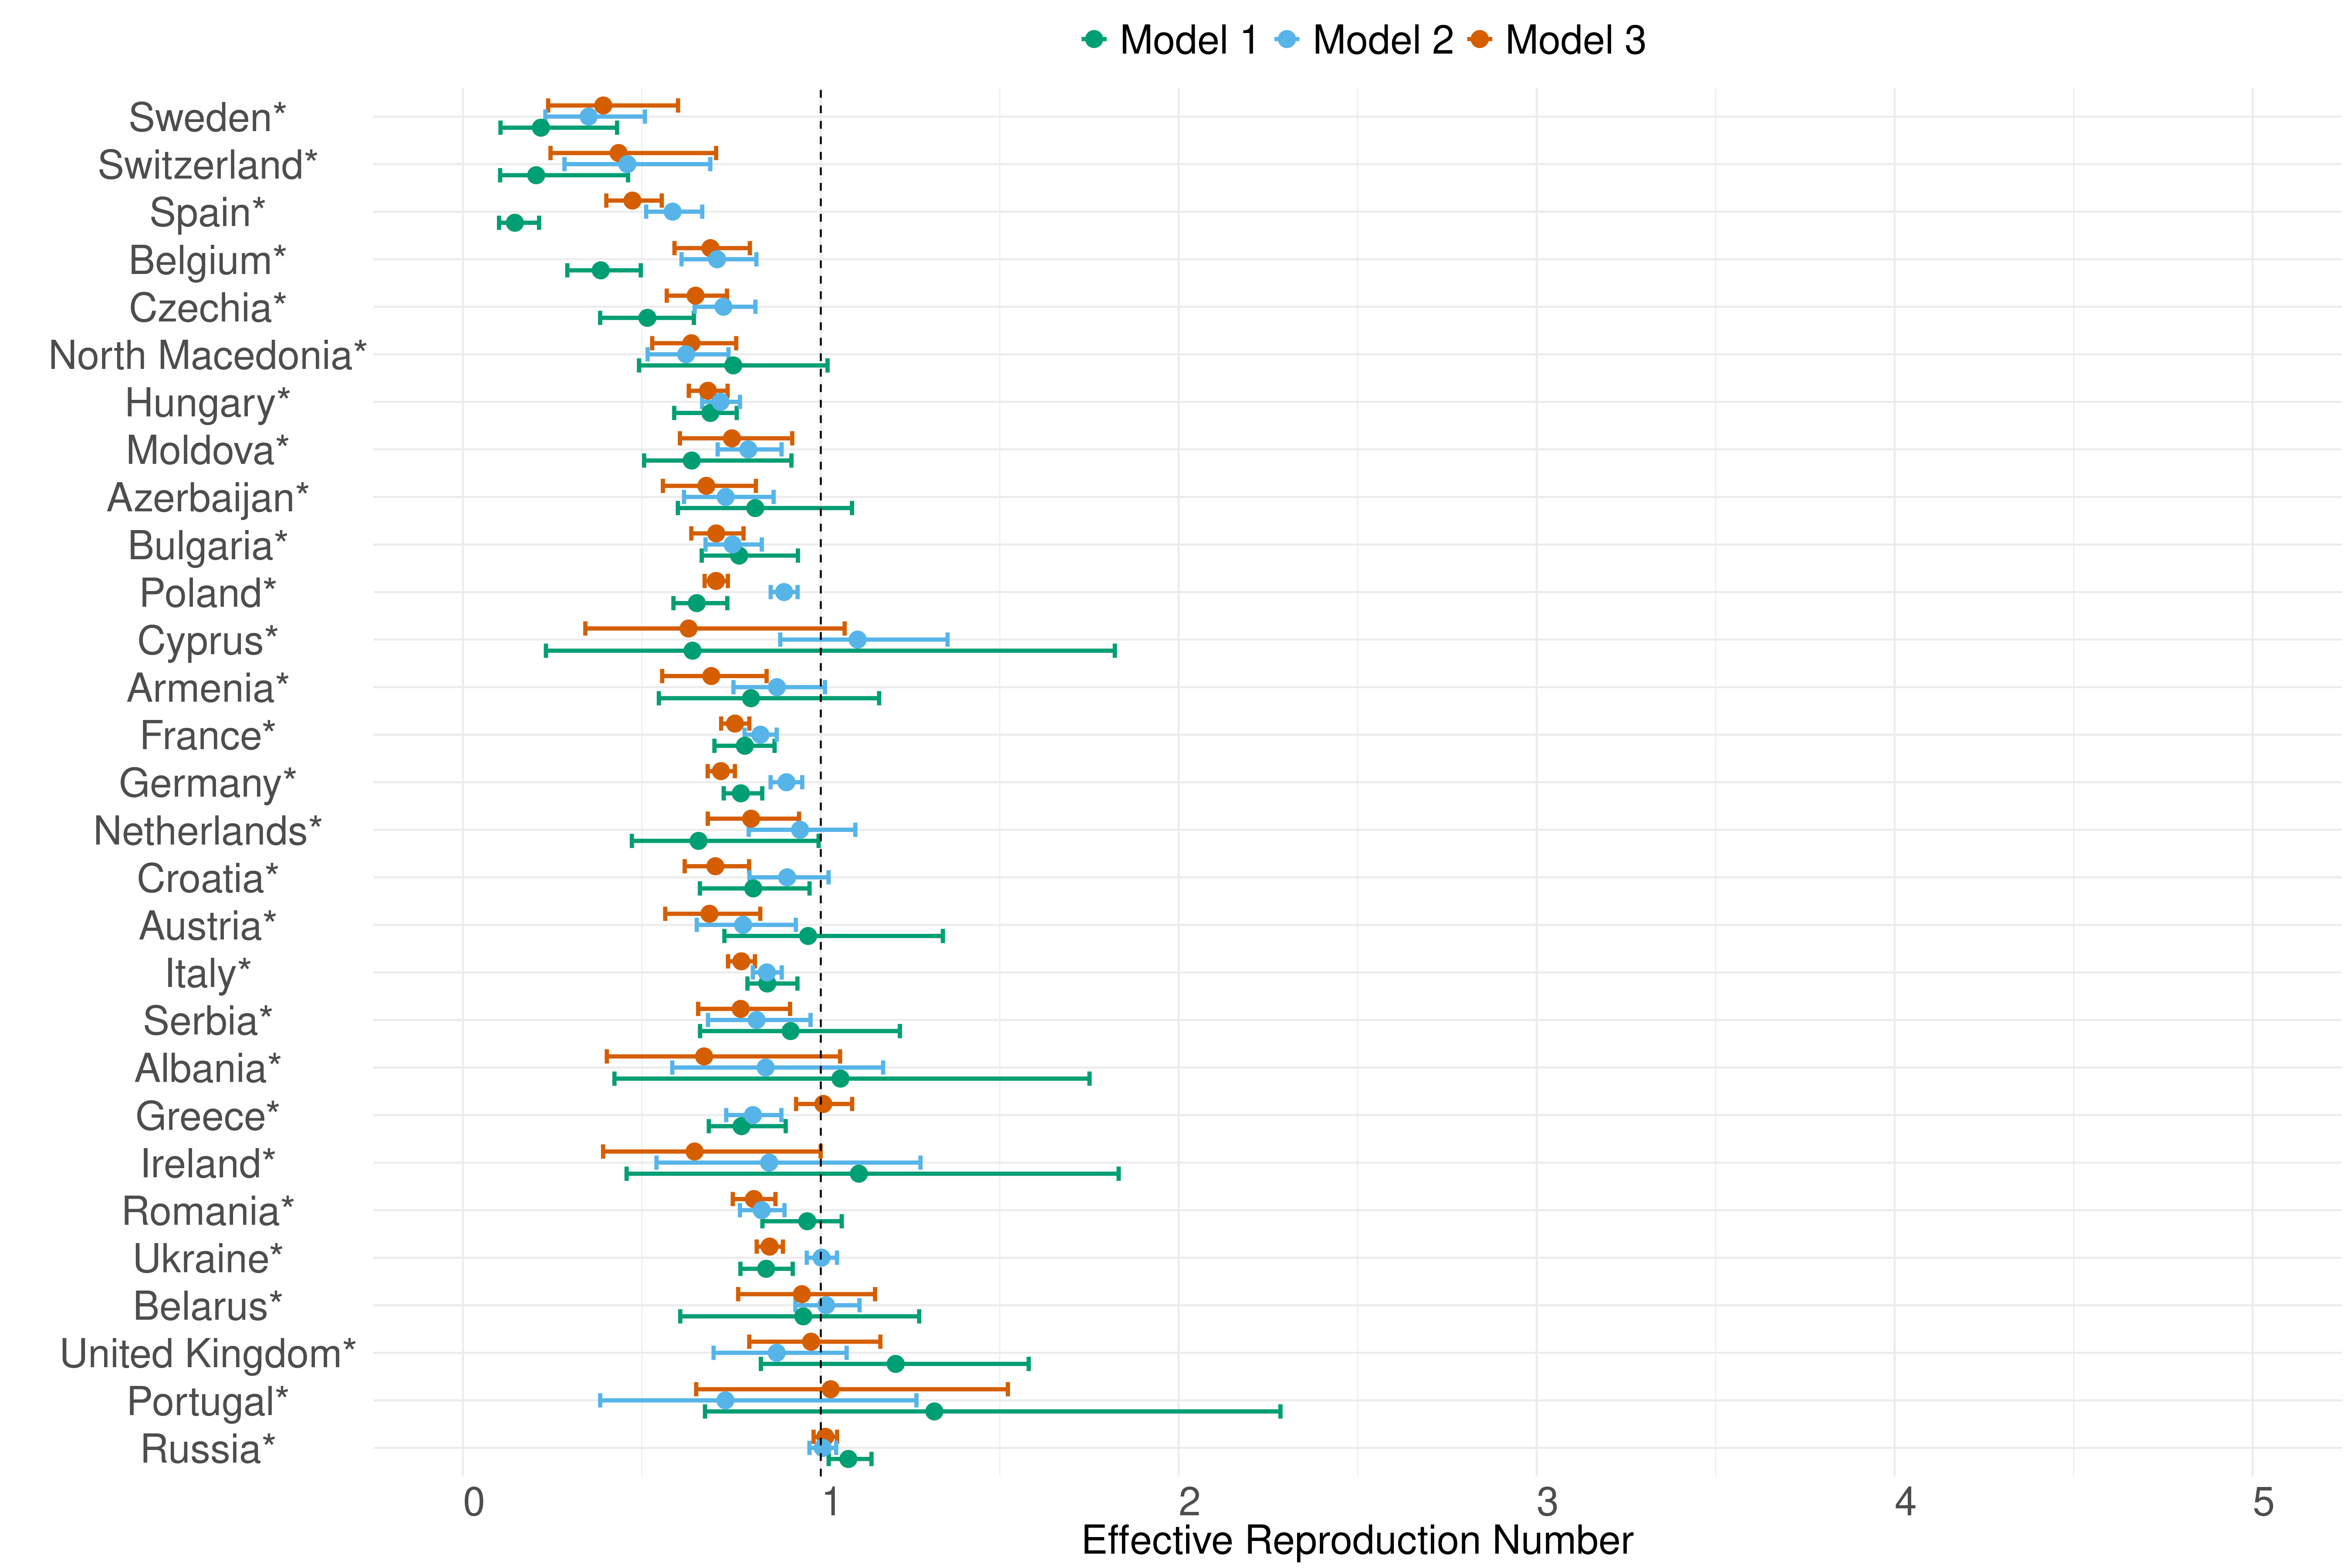 Model 1 Model 2 Model 3
Sweden*
Switzerland*
Spain*
Belgium*
Czechia*
North Macedonia*
Hungary*
Moldova*
Azerbaijan*
Bulgaria*
Poland*
Cyprus*
Armenia*
France*
Germany*
Netherlands*
Croatia*
Austria*
Italy*
Serbia*
Albania*
Greece*
Ireland*
Romania*
Ukraine*
Belarus*
United Kingdom*
Portugal*
Russia*
0 1 2 3 4 5
Effective Reproduction Number